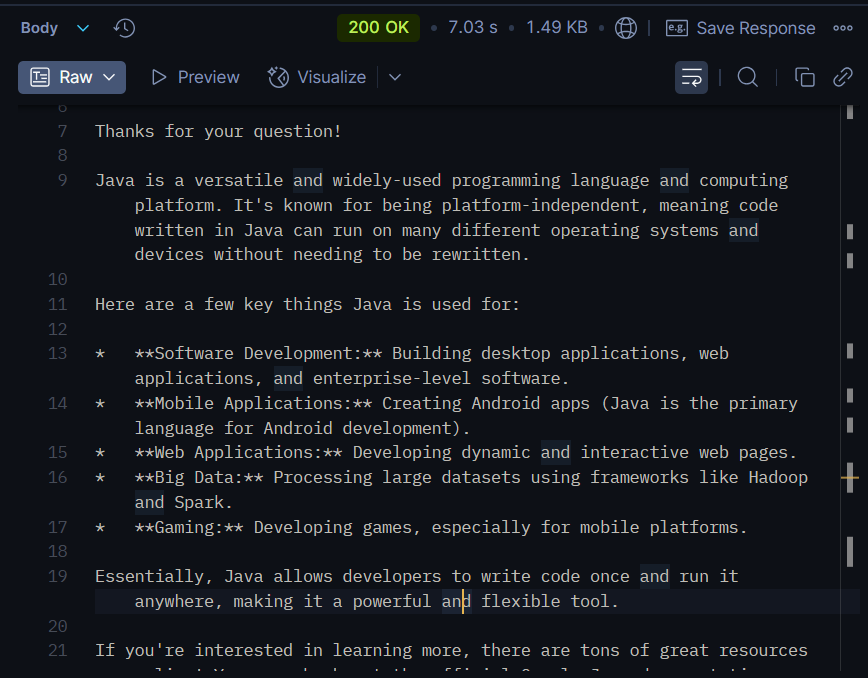 Body
200 OK • 7.03 s • 1.49 KB • e.g. Save Response
Raw Preview Visualize
6
7 Thanks for your question!
8
9 Java is a versatile and widely-used programming language and computing
platform. It's known for being platform-independent, meaning code
written in Java can run on many different operating systems and
devices without needing to be rewritten.
10
11 Here are a few key things Java is used for:
12
13 * **Software Development:** Building desktop applications, web
applications, and enterprise-level software.
14 * **Mobile Applications:** Creating Android apps (Java is the primary
language for Android development).
15 * **Web Applications:** Developing dynamic and interactive web pages.
16 * **Big Data:** Processing large datasets using frameworks like Hadoop
and Spark.
17 * **Gaming:** Developing games, especially for mobile platforms.
18
19 Essentially, Java allows developers to write code once and run it
anywhere, making it a powerful and flexible tool.
20
21 If you're interested in learning more, there are tons of great resources